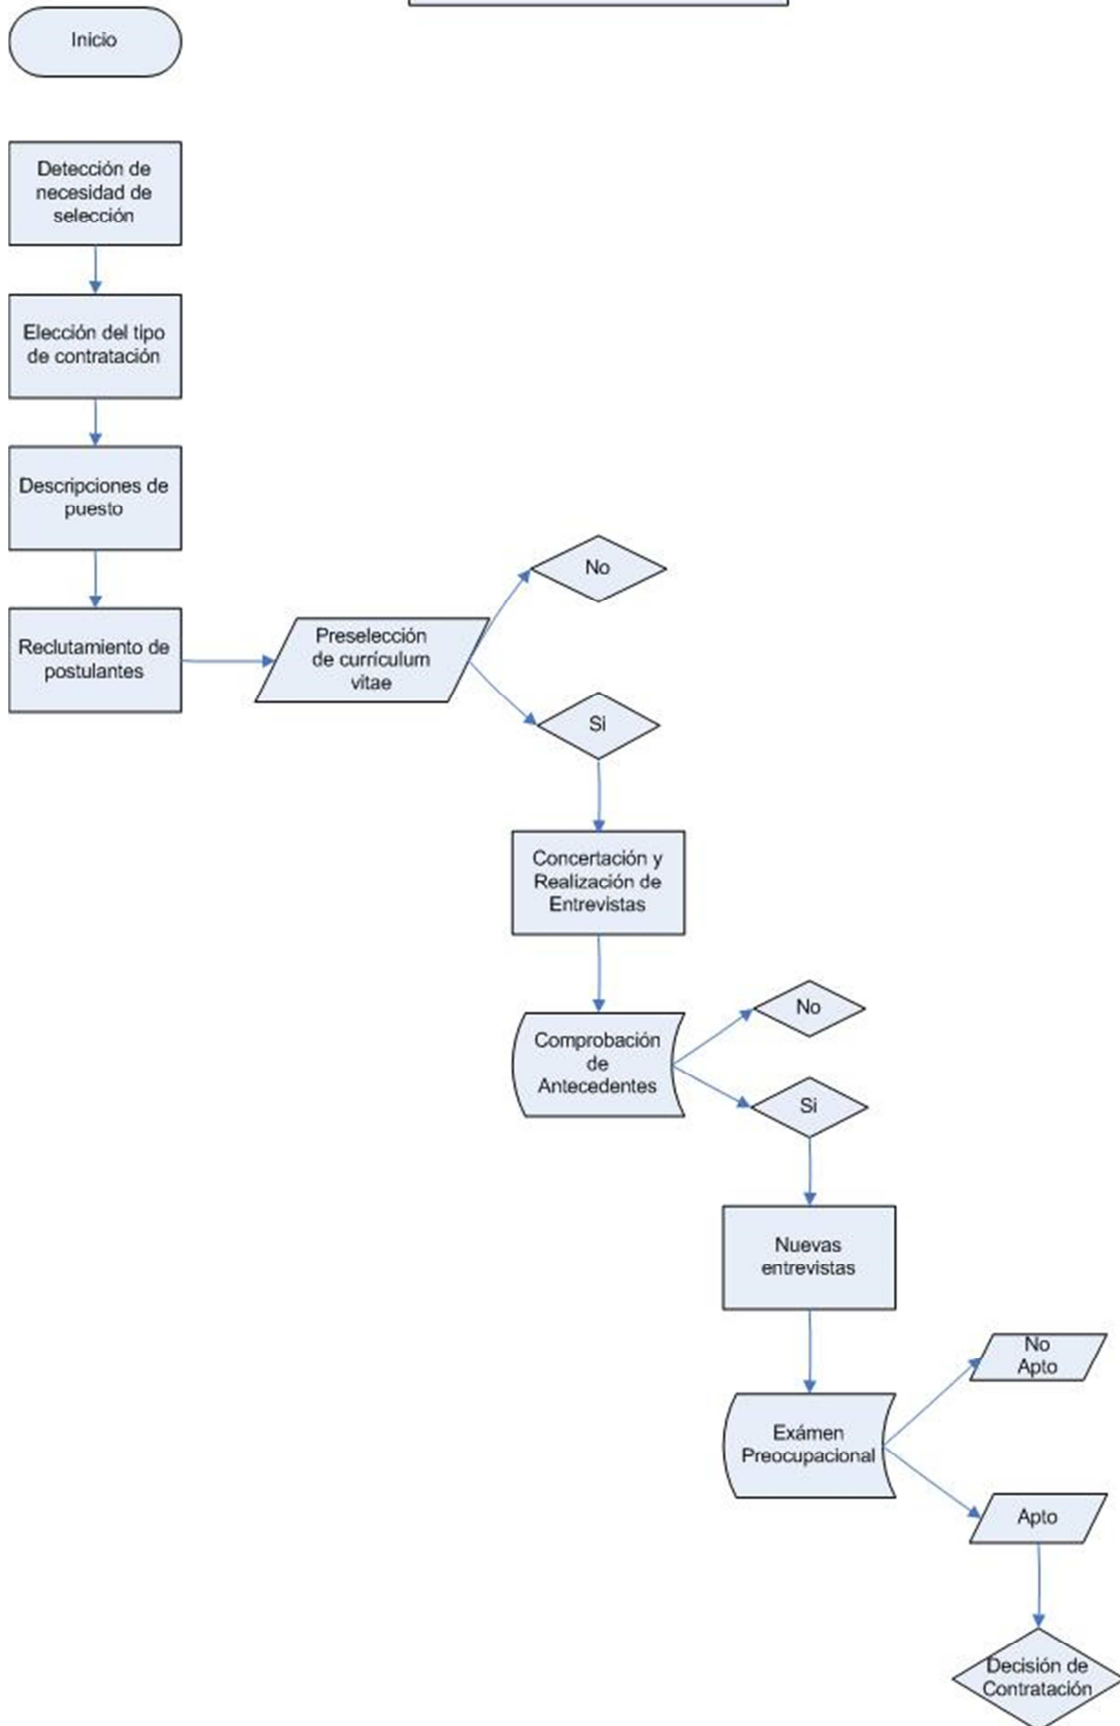 Inicio
Detección de
necesidad de
selección
Elección del tipo
de contratación
Descripciones de
puesto
Reclutamiento de
postulantes
Preselección
de currículum
vitae
No
Si
Concertación y
Realización de
Entrevistas
Comprobación
de
Antecedentes
No
Si
Nuevas
entrevistas
Exámen
Preocupacional
No
Apto
Apto
Decisión de
Contratación